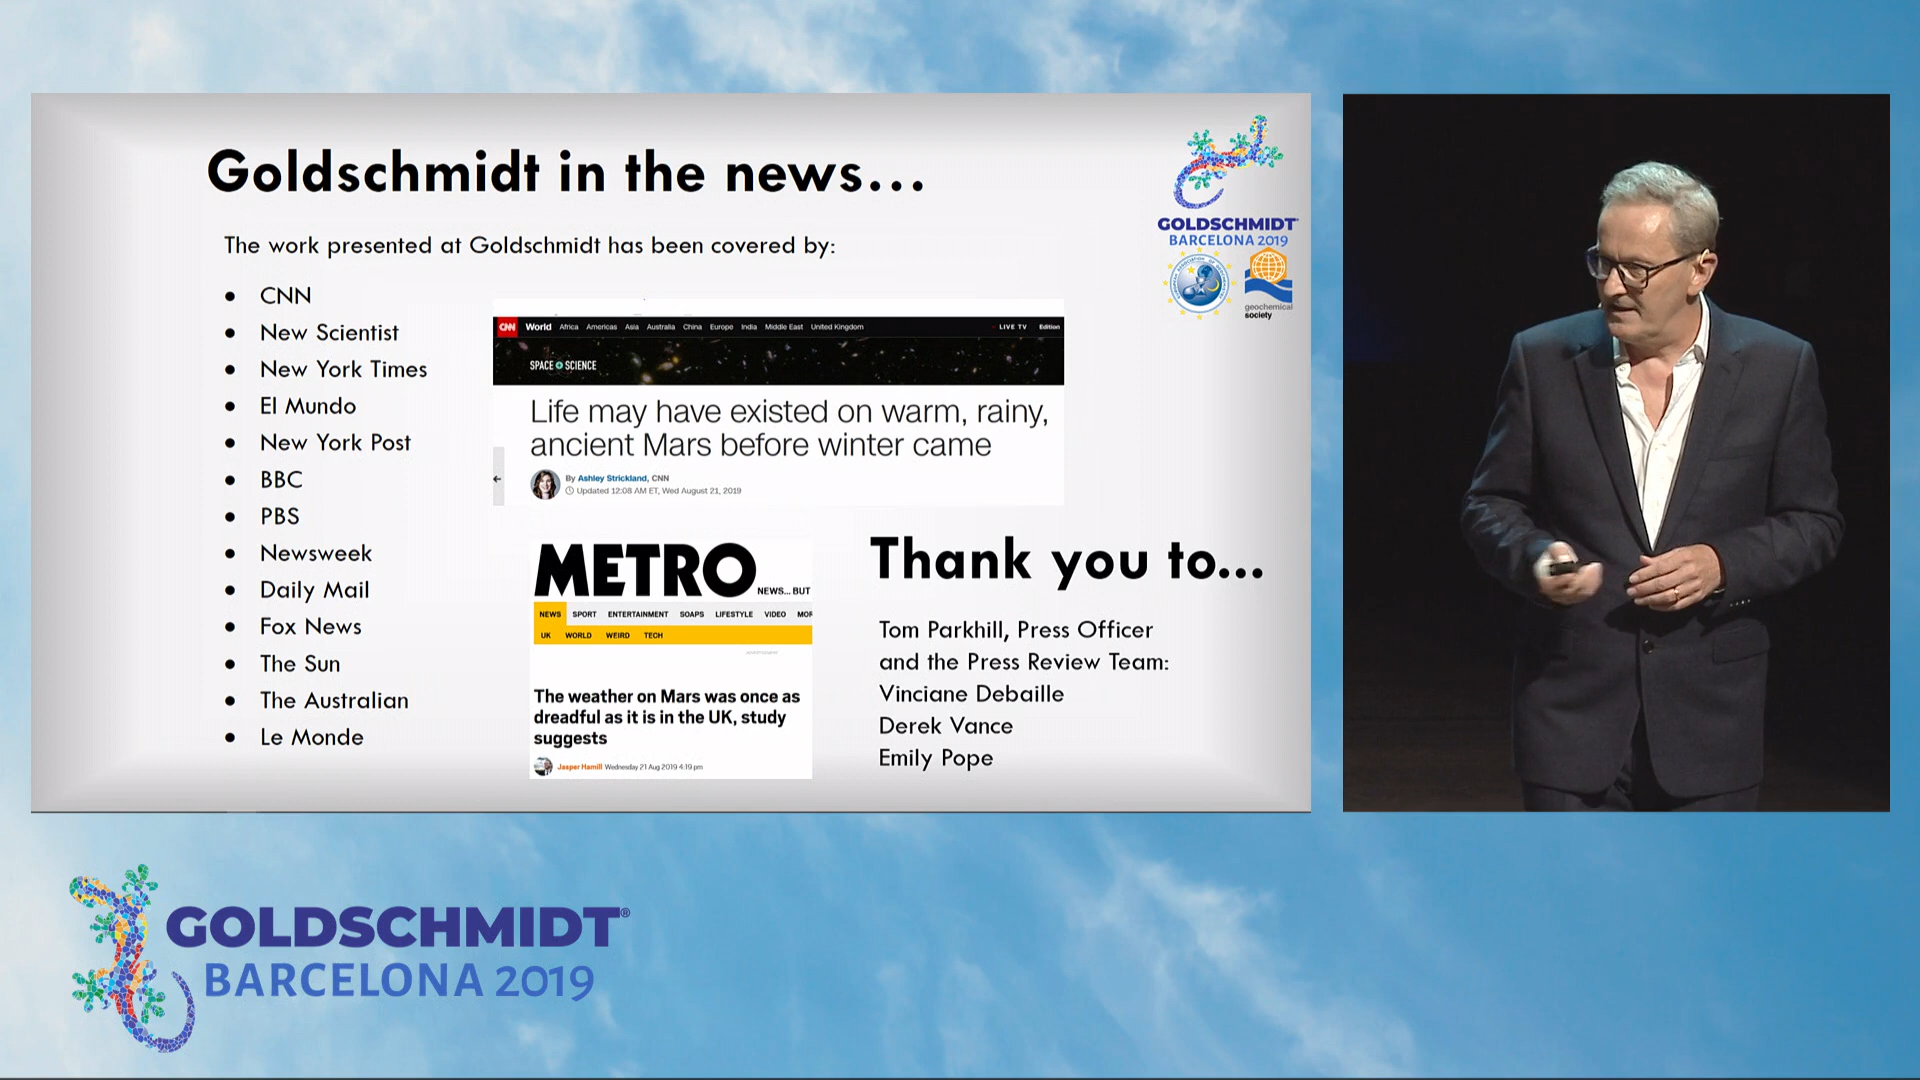 Goldschmidt in the news...
The work presented at Goldschmidt has been covered by:
• CNN
• New Scientist
• New York Times
• El Mundo
• New York Post
• BBC
• PBS
• Newsweek
• Daily Mail
• Fox News
• The Sun
• The Australian
• Le Monde
CNN World Africa Americas Asia Australia China Europe India Middle East United Kingdom LIVE TV Edition
SPACE + SCIENCE
Life may have existed on warm, rainy,
ancient Mars before winter came
By Ashley Strickland, CNN
Updated 12:08 AM ET, Wed August 21, 2019
METRO
NEWS... BUT
NEWS SPORT ENTERTAINMENT SOAPS LIFESTYLE VIDEO MOR
UK WORLD WEIRD TECH
ADVERTISEMENT
The weather on Mars was once as
dreadful as it is in the UK, study
suggests
Jasper Hamill Wednesday 21 Aug 2019 4:19 pm
Thank you to...
Tom Parkhill, Press Officer
and the Press Review Team:
Vinciane Debaille
Derek Vance
Emily Pope
GOLDSCHMIDT
BARCELONA 2019
geochemical
society
GOLDSCHMIDT®
BARCELONA 2019